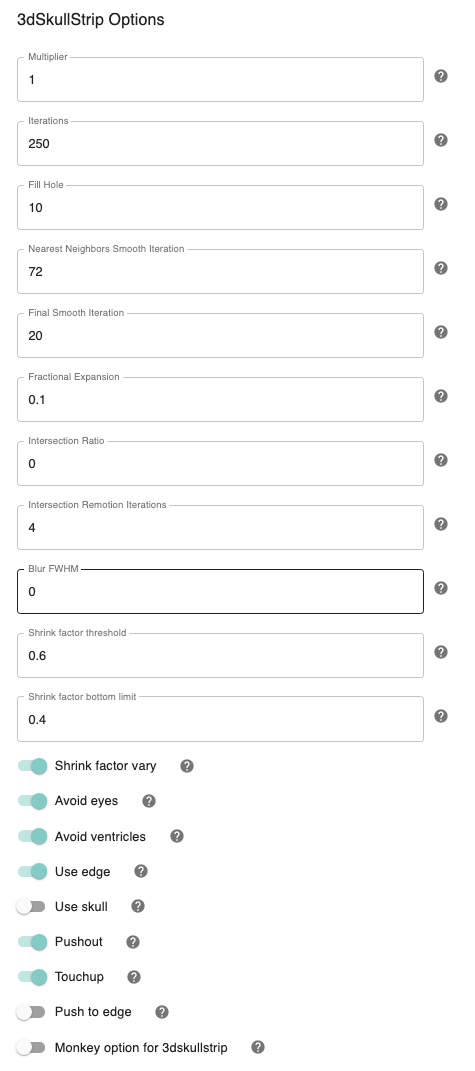 3dSkullStrip Options
Multiplier
1
Iterations
250
Fill Hole
10
Nearest Neighbors Smooth Iteration
72
Final Smooth Iteration
20
Fractional Expansion
0.1
Intersection Ratio
0
Intersection Remotion Iterations
4
Blur FWHM
0
Shrink factor threshold
0.6
Shrink factor bottom limit
0.4
Shrink factor vary
Avoid eyes
Avoid ventricles
Use edge
Use skull
Pushout
Touchup
Push to edge
Monkey option for 3dskullstrip